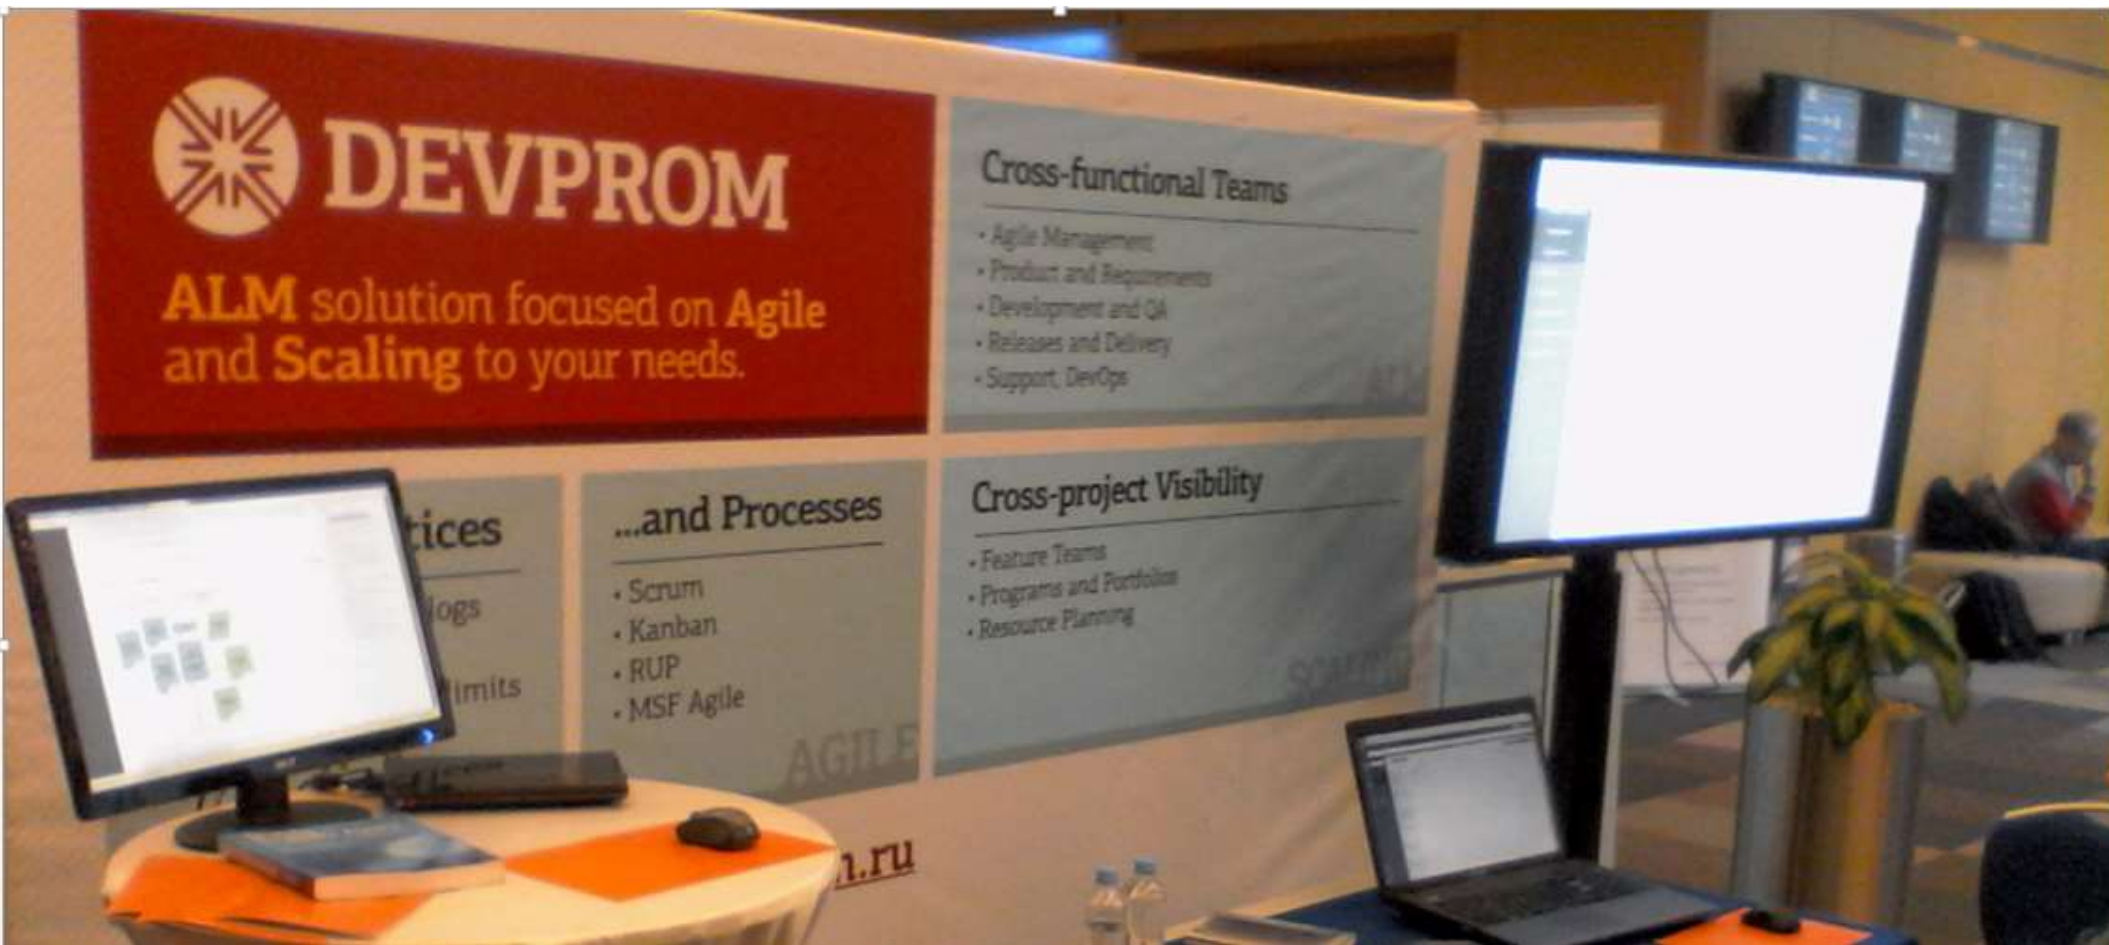 DEVPROM
ALM solution focused on Agile
and Scaling to your needs.
Cross-functional Teams
• Agile Management
• Product and Requirements
• Development and QA
• Releases and Delivery
• Support, DevOps
ALM
tices
logs
limits
...and Processes
• Scrum
• Kanban
• RUP
• MSF Agile
AGILE
Cross-project Visibility
• Feature Teams
• Programs and Portfolios
• Resource Planning
SCALING
.ru